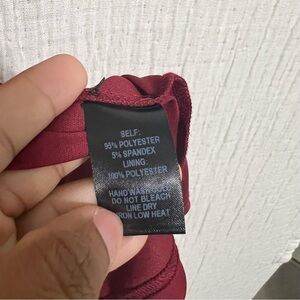 SELF:
95% POLYESTER
5% SPANDEX
LINING:
100% POLYESTER
HAND WASH COLD
DO NOT BLEACH
LINE DRY
IRON LOW HEAT